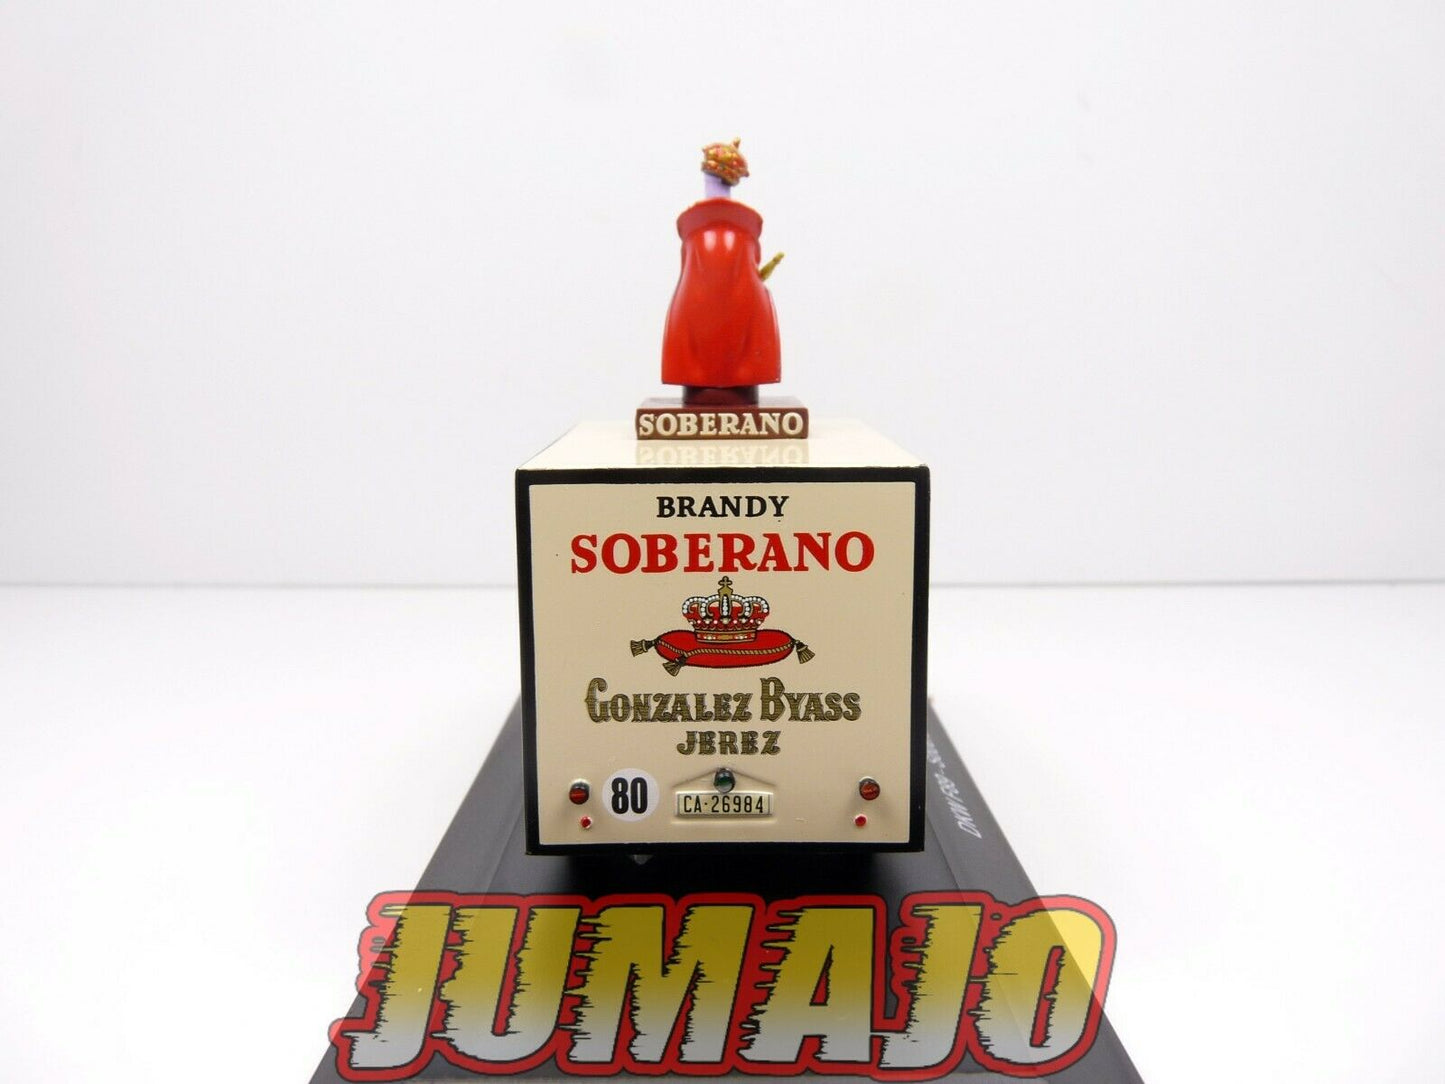 SOBERANO
BRANDY
SOBERANO
GONZALEZ BYASS
JEREZ
80
CA·26984
JUMAJO